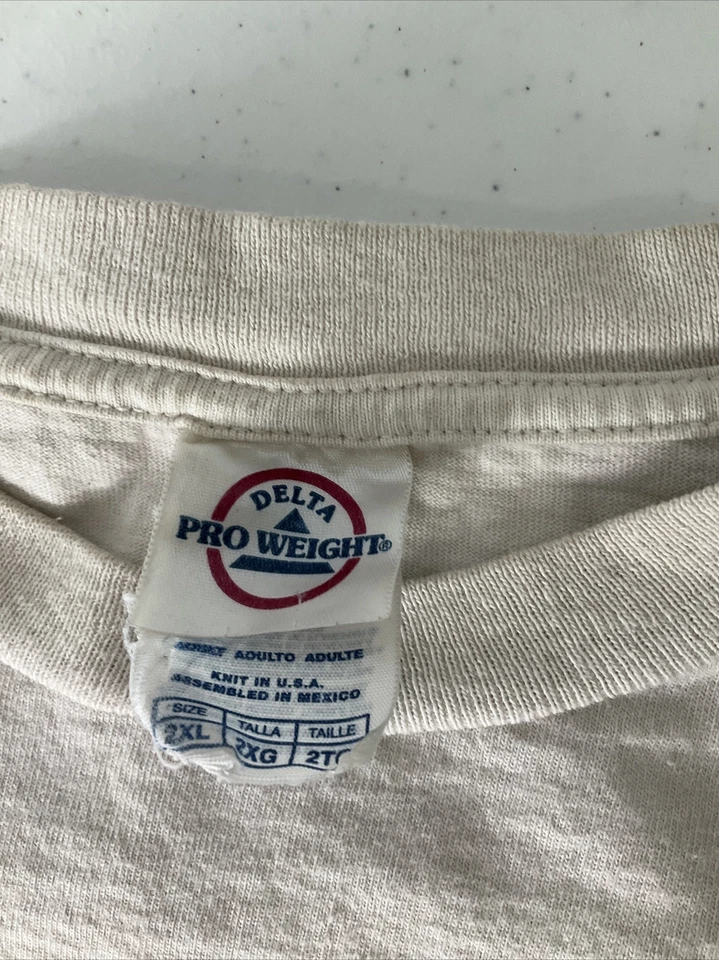 DELTA
PRO WEIGHT®
ADULTO ADULTE
KNIT IN U.S.A.
ASSEMBLED IN MEXICO
SIZE TALLA TAILLE
2XL 2XG